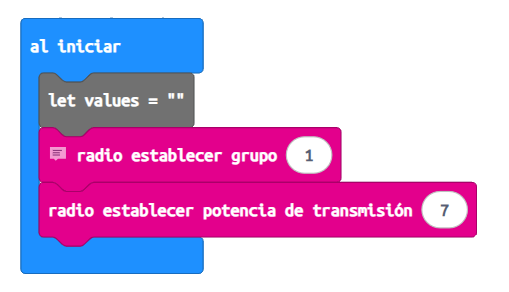 al iniciar
let values = ""
radio establecer grupo 1
radio establecer potencia de transmisión 7